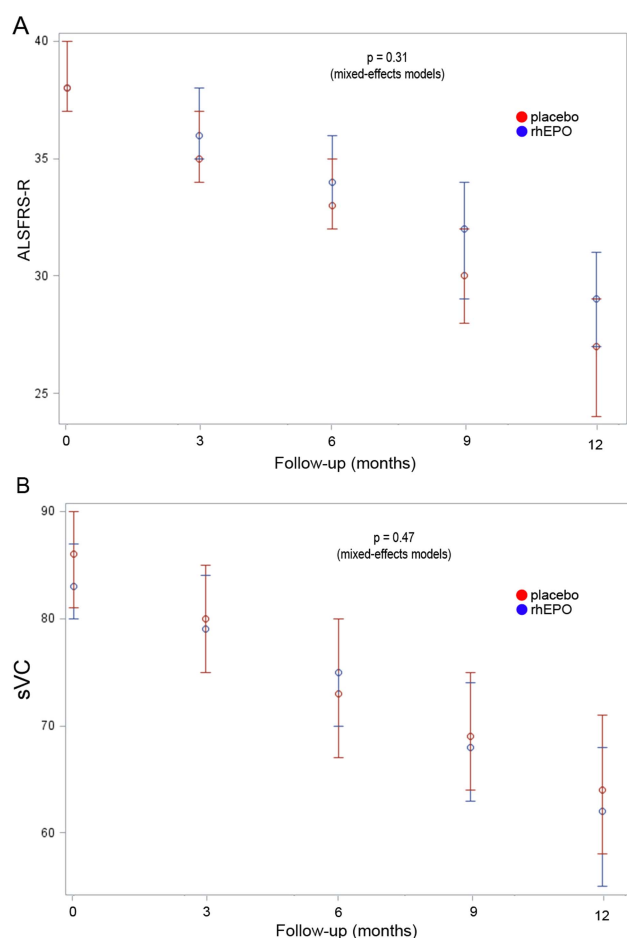 A
40
p = 0.31
(mixed-effects models)
placebo
rhEPO
35
ALSFRS-R
30
25
0 3 6 9 12
Follow-up (months)
B
90
p = 0.47
(mixed-effects models)
placebo
rhEPO
80
sVC
70
60
0 3 6 9 12
Follow-up (months)